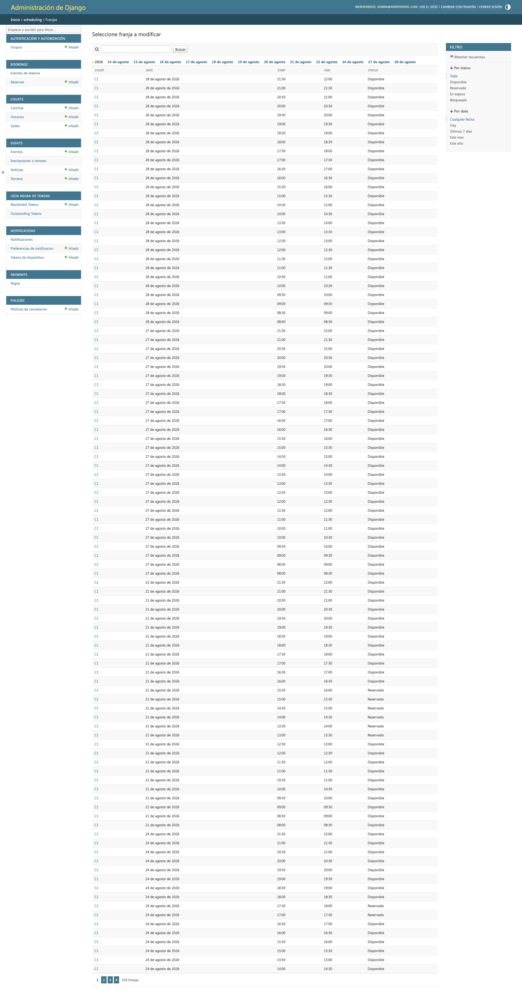 Administración de Django
BIENVENIDOS, ADMIN@ANDESPADEL.COM. VER EL SITIO / CAMBIAR CONTRASEÑA / CERRAR SESIÓN
Inicio › scheduling › Franjas
Empiece a escribir para filtrar...
AUTENTICACIÓN Y AUTORIZACIÓN
Grupos Añadir
BOOKINGS
Eventos de reserva
Reservas Añadir
COURTS
Canchas Añadir
Horarios Añadir
Sedes Añadir
EVENTS
Eventos Añadir
Inscripciones a torneos
Noticias Añadir
Torneos Añadir
«
LISTA NEGRA DE TOKENS
Blacklisted Tokens Añadir
Outstanding Tokens
NOTIFICATIONS
Notificaciones
Preferencias de notificacion Añadir
Tokens de dispositivo Añadir
PAYMENTS
Pagos
POLICIES
Politicas de cancelacion Añadir
Seleccione franja a modificar
Buscar
‹ 2026 14 de agosto 15 de agosto 16 de agosto 17 de agosto 18 de agosto 19 de agosto 20 de agosto 21 de agosto 22 de agosto 24 de agosto 27 de agosto 28 de agosto
COURT DATE START END STATUS
C1 28 de agosto de 2026 21:30 22:00 Disponible
C1 28 de agosto de 2026 21:00 21:30 Disponible
C1 28 de agosto de 2026 20:30 21:00 Disponible
C1 28 de agosto de 2026 20:00 20:30 Disponible
C1 28 de agosto de 2026 19:30 20:00 Disponible
C1 28 de agosto de 2026 19:00 19:30 Disponible
C1 28 de agosto de 2026 18:30 19:00 Disponible
C1 28 de agosto de 2026 18:00 18:30 Disponible
C1 28 de agosto de 2026 17:30 18:00 Disponible
C1 28 de agosto de 2026 17:00 17:30 Disponible
C1 28 de agosto de 2026 16:30 17:00 Disponible
C1 28 de agosto de 2026 16:00 16:30 Disponible
C1 28 de agosto de 2026 15:30 16:00 Disponible
C1 28 de agosto de 2026 15:00 15:30 Disponible
C1 28 de agosto de 2026 14:30 15:00 Disponible
C1 28 de agosto de 2026 14:00 14:30 Disponible
C1 28 de agosto de 2026 13:30 14:00 Disponible
C1 28 de agosto de 2026 13:00 13:30 Disponible
C1 28 de agosto de 2026 12:30 13:00 Disponible
C1 28 de agosto de 2026 12:00 12:30 Disponible
C1 28 de agosto de 2026 11:30 12:00 Disponible
C1 28 de agosto de 2026 11:00 11:30 Disponible
C1 28 de agosto de 2026 10:30 11:00 Disponible
C1 28 de agosto de 2026 10:00 10:30 Disponible
C1 28 de agosto de 2026 09:30 10:00 Disponible
C1 28 de agosto de 2026 09:00 09:30 Disponible
C1 28 de agosto de 2026 08:30 09:00 Disponible
C1 28 de agosto de 2026 08:00 08:30 Disponible
C1 27 de agosto de 2026 21:30 22:00 Disponible
C1 27 de agosto de 2026 21:00 21:30 Disponible
C1 27 de agosto de 2026 20:30 21:00 Disponible
C1 27 de agosto de 2026 20:00 20:30 Disponible
C1 27 de agosto de 2026 19:30 20:00 Disponible
C1 27 de agosto de 2026 19:00 19:30 Disponible
C1 27 de agosto de 2026 18:30 19:00 Disponible
C1 27 de agosto de 2026 18:00 18:30 Disponible
C1 27 de agosto de 2026 17:30 18:00 Disponible
C1 27 de agosto de 2026 17:00 17:30 Disponible
C1 27 de agosto de 2026 16:30 17:00 Disponible
C1 27 de agosto de 2026 16:00 16:30 Disponible
C1 27 de agosto de 2026 15:30 16:00 Disponible
C1 27 de agosto de 2026 15:00 15:30 Disponible
C1 27 de agosto de 2026 14:30 15:00 Disponible
C1 27 de agosto de 2026 14:00 14:30 Disponible
C1 27 de agosto de 2026 13:30 14:00 Disponible
C1 27 de agosto de 2026 13:00 13:30 Disponible
C1 27 de agosto de 2026 12:30 13:00 Disponible
C1 27 de agosto de 2026 12:00 12:30 Disponible
C1 27 de agosto de 2026 11:30 12:00 Disponible
C1 27 de agosto de 2026 11:00 11:30 Disponible
C1 27 de agosto de 2026 10:30 11:00 Disponible
C1 27 de agosto de 2026 10:00 10:30 Disponible
C1 27 de agosto de 2026 09:30 10:00 Disponible
C1 27 de agosto de 2026 09:00 09:30 Disponible
C1 27 de agosto de 2026 08:30 09:00 Disponible
C1 27 de agosto de 2026 08:00 08:30 Disponible
C1 21 de agosto de 2026 21:30 22:00 Disponible
C1 21 de agosto de 2026 21:00 21:30 Disponible
C1 21 de agosto de 2026 20:30 21:00 Disponible
C1 21 de agosto de 2026 20:00 20:30 Disponible
C1 21 de agosto de 2026 19:30 20:00 Disponible
C1 21 de agosto de 2026 19:00 19:30 Disponible
C1 21 de agosto de 2026 18:30 19:00 Disponible
C1 21 de agosto de 2026 18:00 18:30 Disponible
C1 21 de agosto de 2026 17:30 18:00 Disponible
C1 21 de agosto de 2026 17:00 17:30 Disponible
C1 21 de agosto de 2026 16:30 17:00 Disponible
C1 21 de agosto de 2026 16:00 16:30 Disponible
C1 21 de agosto de 2026 15:30 16:00 Reservado
C1 21 de agosto de 2026 15:00 15:30 Reservado
C1 21 de agosto de 2026 14:30 15:00 Reservado
C1 21 de agosto de 2026 14:00 14:30 Reservado
C1 21 de agosto de 2026 13:30 14:00 Reservado
C1 21 de agosto de 2026 13:00 13:30 Reservado
C1 21 de agosto de 2026 12:30 13:00 Disponible
C1 21 de agosto de 2026 12:00 12:30 Disponible
C1 21 de agosto de 2026 11:30 12:00 Disponible
C1 21 de agosto de 2026 11:00 11:30 Disponible
C1 21 de agosto de 2026 10:30 11:00 Disponible
C1 21 de agosto de 2026 10:00 10:30 Disponible
C1 21 de agosto de 2026 09:30 10:00 Disponible
C1 21 de agosto de 2026 09:00 09:30 Disponible
C1 21 de agosto de 2026 08:30 09:00 Disponible
C1 21 de agosto de 2026 08:00 08:30 Disponible
C1 24 de agosto de 2026 21:30 22:00 Disponible
C1 24 de agosto de 2026 21:00 21:30 Disponible
C1 24 de agosto de 2026 20:30 21:00 Disponible
C1 24 de agosto de 2026 20:00 20:30 Disponible
C1 24 de agosto de 2026 19:30 20:00 Disponible
C1 24 de agosto de 2026 19:00 19:30 Disponible
C1 24 de agosto de 2026 18:30 19:00 Disponible
C1 24 de agosto de 2026 18:00 18:30 Disponible
C1 24 de agosto de 2026 17:30 18:00 Reservado
C1 24 de agosto de 2026 17:00 17:30 Reservado
C1 24 de agosto de 2026 16:30 17:00 Disponible
C1 24 de agosto de 2026 16:00 16:30 Disponible
C1 24 de agosto de 2026 15:30 16:00 Disponible
C1 24 de agosto de 2026 15:00 15:30 Disponible
C1 24 de agosto de 2026 14:30 15:00 Disponible
C1 24 de agosto de 2026 14:00 14:30 Disponible
1 2 3 4 336 franjas
FILTRO
Mostrar recuentos
Por status
Todo
Disponible
Reservado
En espera
Bloqueado
Por date
Cualquier fecha
Hoy
Últimos 7 días
Este mes
Este año